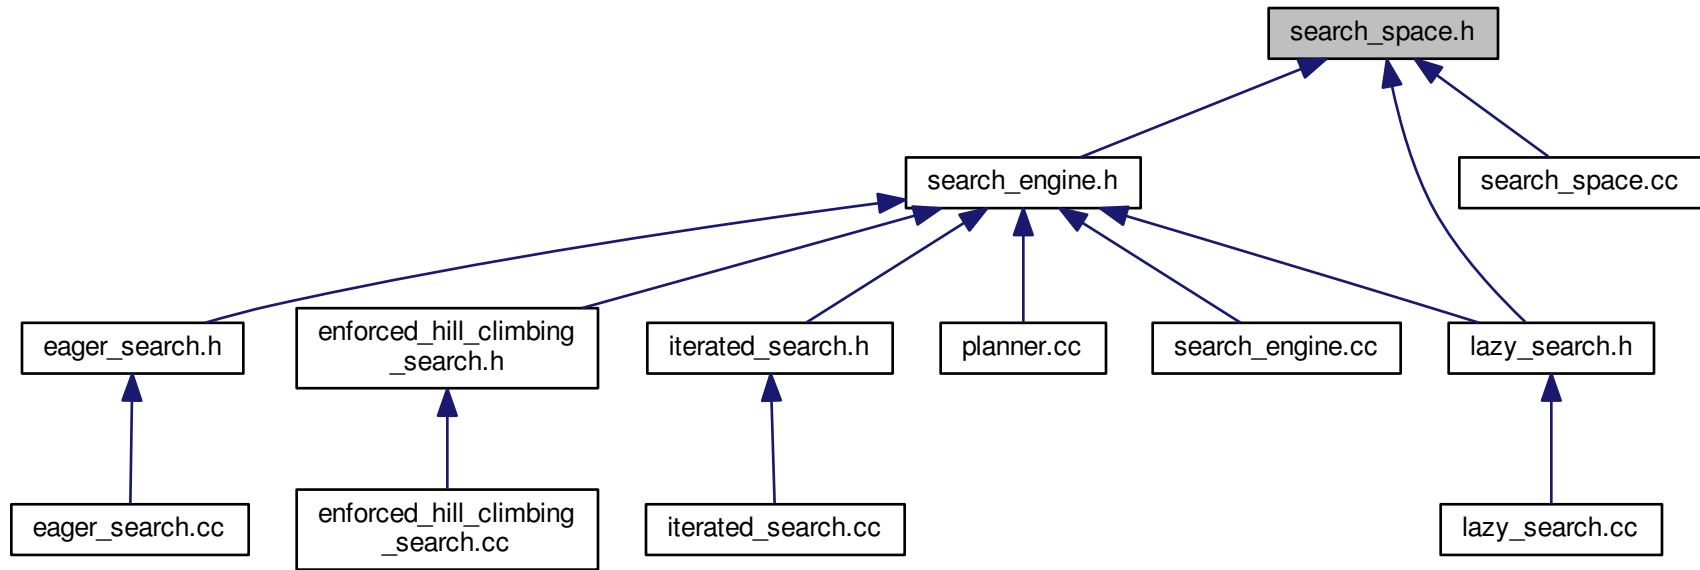 search_space.h
search_engine.h
search_space.cc
eager_search.h
enforced_hill_climbing
_search.h
iterated_search.h
planner.cc
search_engine.cc
lazy_search.h
eager_search.cc
enforced_hill_climbing
_search.cc
iterated_search.cc
lazy_search.cc